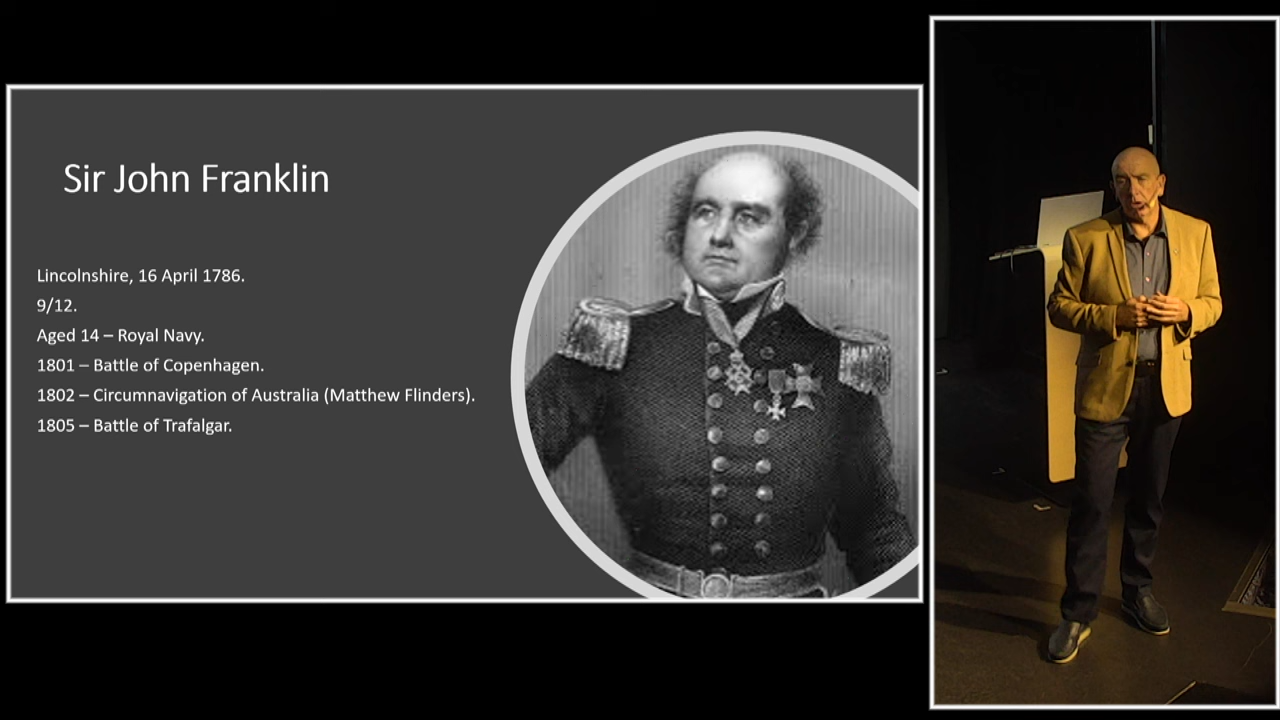 Sir John Franklin
Lincolnshire, 16 April 1786.
9/12.
Aged 14 – Royal Navy.
1801 – Battle of Copenhagen.
1802 – Circumnavigation of Australia (Matthew Flinders).
1805 – Battle of Trafalgar.